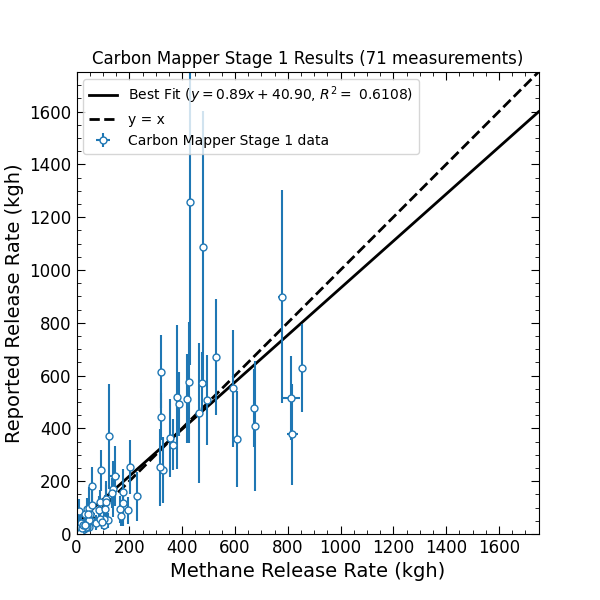 Carbon Mapper Stage 1 Results (71 measurements)
Best Fit (y = 0.89x + 40.90, R² = 0.6108)
y = x
Carbon Mapper Stage 1 data
Reported Release Rate (kgh)
1600
1400
1200
1000
800
600
400
200
0
0 200 400 600 800 1000 1200 1400 1600
Methane Release Rate (kgh)